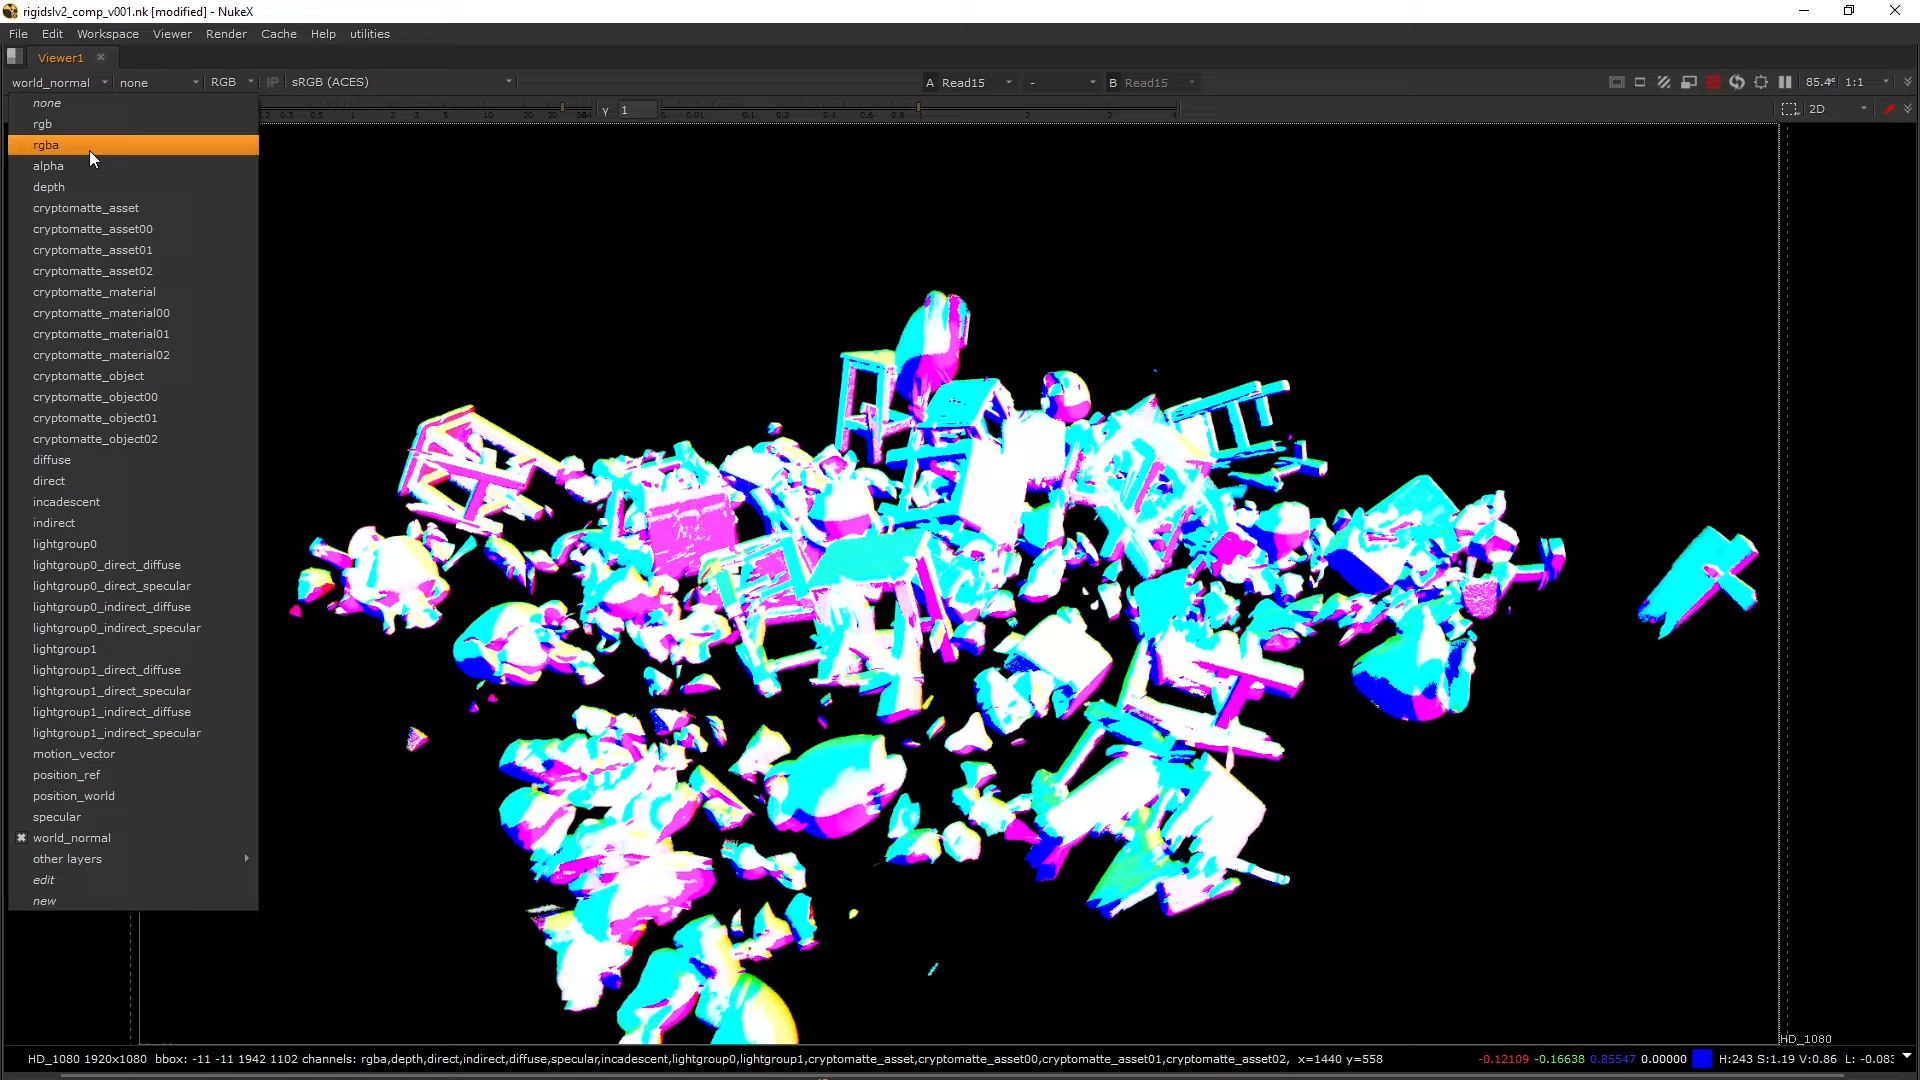 rigidslv2_comp_v001.nk [modified] - NukeX
File Edit Workspace Viewer Render Cache Help utilities
Viewer1
world_normal none RGB IP sRGB (ACES) A Read15 - B Read15 1:1
γ 1 2D
none
rgb
rgba
alpha
depth
cryptomatte_asset
cryptomatte_asset00
cryptomatte_asset01
cryptomatte_asset02
cryptomatte_material
cryptomatte_material00
cryptomatte_material01
cryptomatte_material02
cryptomatte_object
cryptomatte_object00
cryptomatte_object01
cryptomatte_object02
diffuse
direct
incadescent
indirect
lightgroup0
lightgroup0_direct_diffuse
lightgroup0_direct_specular
lightgroup0_indirect_diffuse
lightgroup0_indirect_specular
lightgroup1
lightgroup1_direct_diffuse
lightgroup1_direct_specular
lightgroup1_indirect_diffuse
lightgroup1_indirect_specular
motion_vector
position_ref
position_world
specular
world_normal
other layers
edit
new
HD_1080
HD_1080 1920x1080 bbox: -11 -11 1942 1102 channels: rgba,depth,direct,indirect,diffuse,specular,incadescent,lightgroup0,lightgroup1,cryptomatte_asset,cryptomatte_asset00,cryptomatte_asset01,cryptomatte_asset02, x=1440 y=558 -0.12109 -0.16638 0.85547 0.00000 H:243 S:1.19 V:0.86 L: -0.083